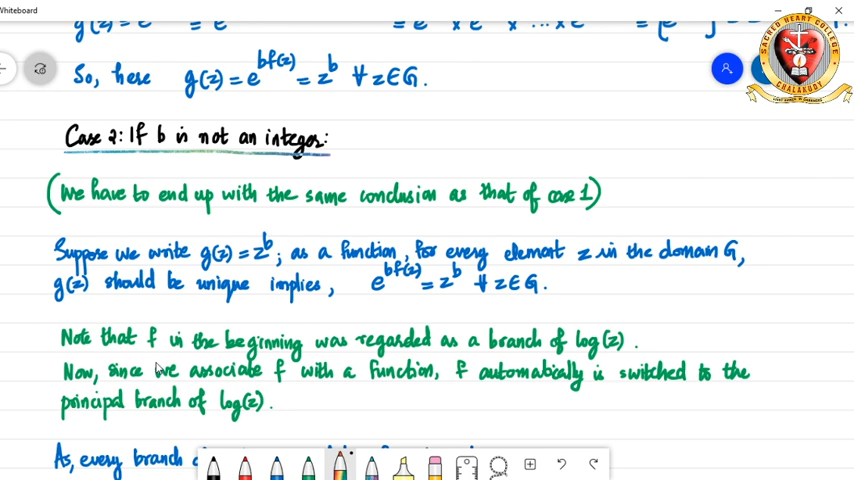 Whiteboard
SACRED HEART COLLEGE
CHALAKUDY
So, here g(z) = e^{bf(z)} = z^b ∀ z∈G.
Case 2: If b is not an integer:
(We have to end up with the same conclusion as that of case 1)
Suppose we write g(z) = z^b; as a function, for every element z in the domain G,
g(z) should be unique implies, e^{bf(z)} = z^b ∀ z∈G.
Note that f in the beginning was regarded as a branch of log(z).
Now, since we associate f with a function, f automatically is switched to the
principal branch of log(z).
As, every branch